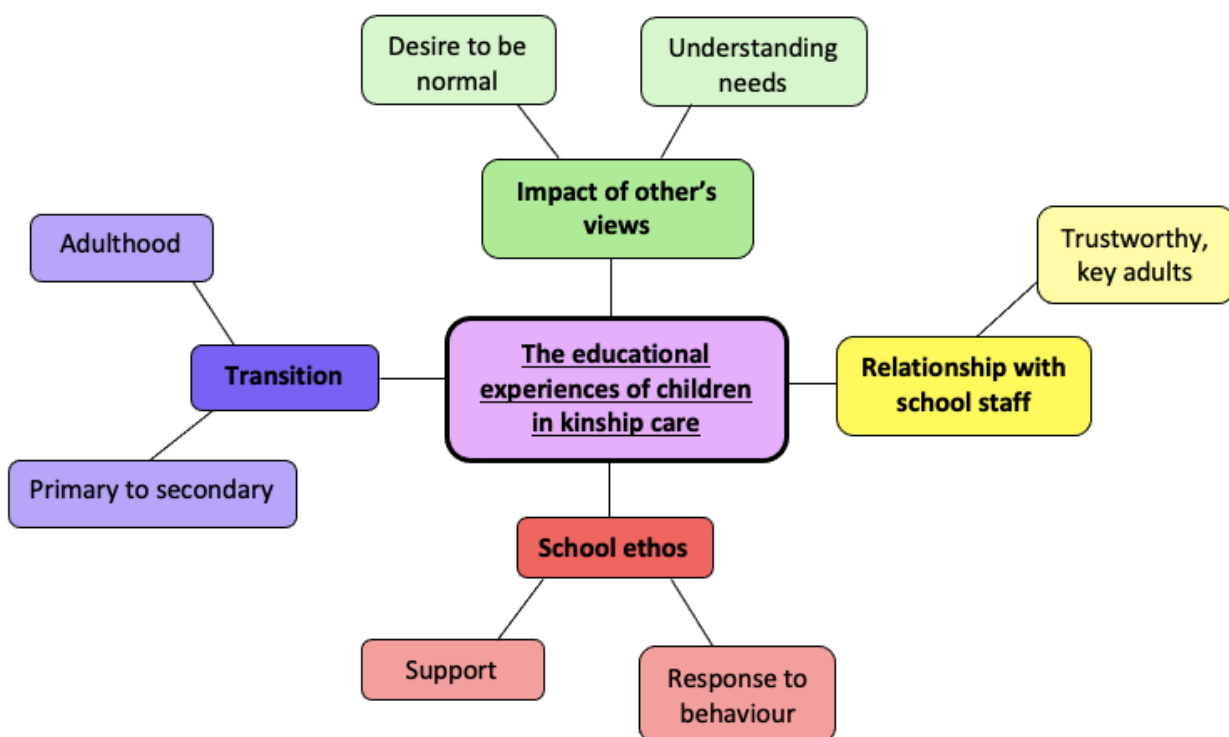 Desire to be
normal
Understanding
needs
Impact of other’s
views
Adulthood
Trustworthy,
key adults
Transition
The educational
experiences of children
in kinship care
Relationship with
school staff
Primary to secondary
School ethos
Support
Response to
behaviour